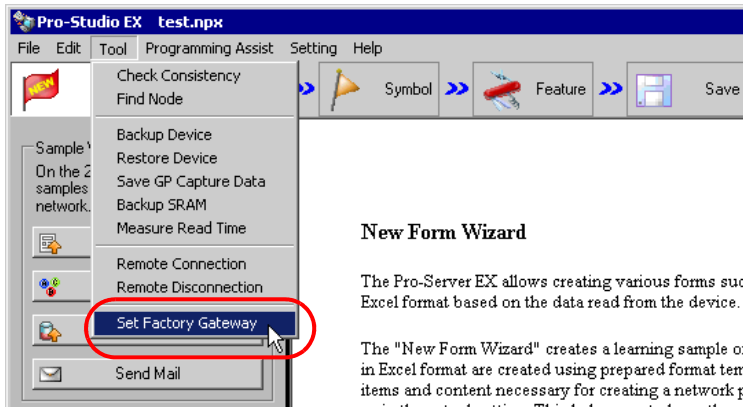 Pro-Studio EX test.npx
File Edit Tool Programming Assist Setting Help
NEW
Symbol
Feature
Save
Check Consistency
Find Node
Backup Device
Restore Device
Save GP Capture Data
Backup SRAM
Measure Read Time
Remote Connection
Remote Disconnection
Set Factory Gateway
Sample
On the 2
samples
network.
Send Mail
New Form Wizard
The Pro-Server EX allows creating various forms suc
Excel format based on the data read from the device.
The "New Form Wizard" creates a learning sample o
in Excel format are created using prepared format tem
items and content necessary for creating a network p